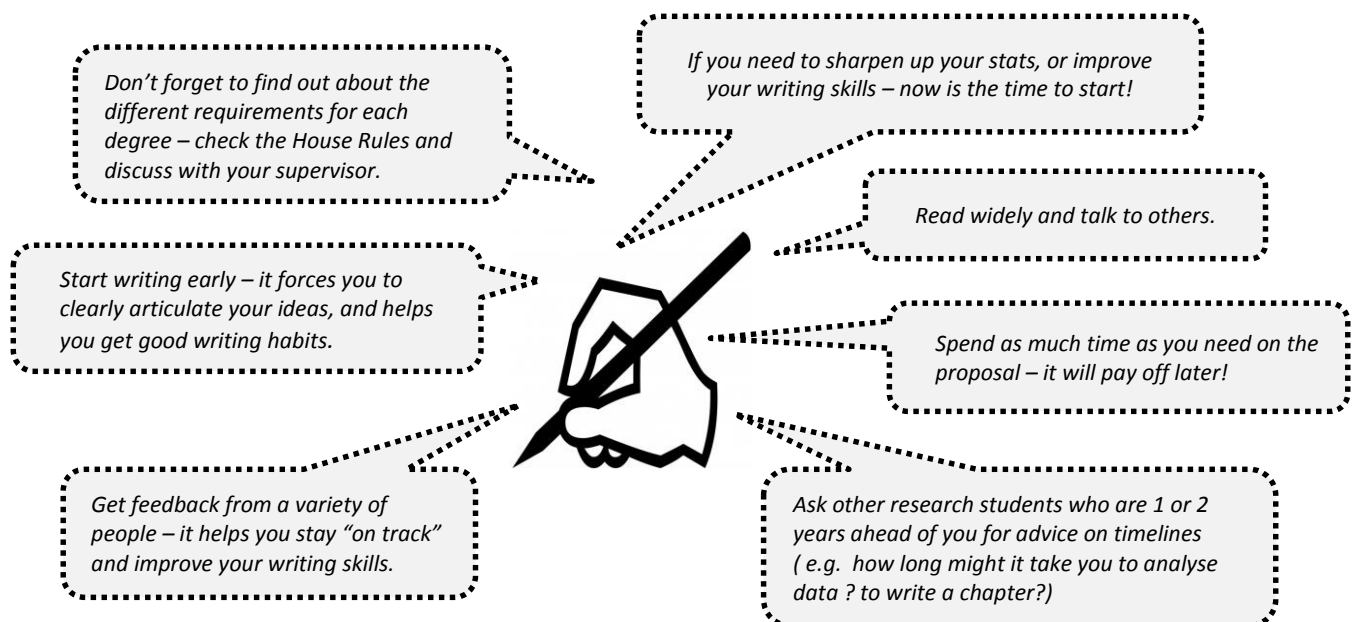 Don’t forget to find out about the
different requirements for each
degree – check the House Rules and
discuss with your supervisor.
If you need to sharpen up your stats, or improve
your writing skills – now is the time to start!
Read widely and talk to others.
Start writing early – it forces you to
clearly articulate your ideas, and helps
you get good writing habits.
Spend as much time as you need on the
proposal – it will pay off later!
Get feedback from a variety of
people – it helps you stay “on track”
and improve your writing skills.
Ask other research students who are 1 or 2
years ahead of you for advice on timelines
( e.g. how long might it take you to analyse
data ? to write a chapter?)